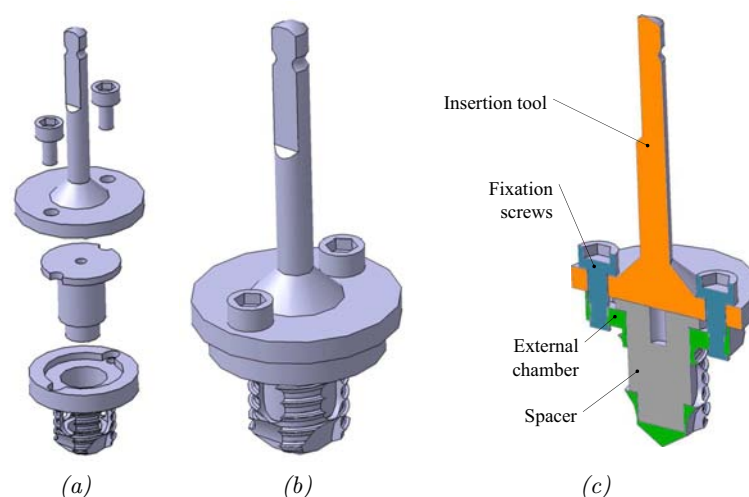 Insertion tool
Fixation
screws
External
chamber
Spacer
(a)
(b)
(c)